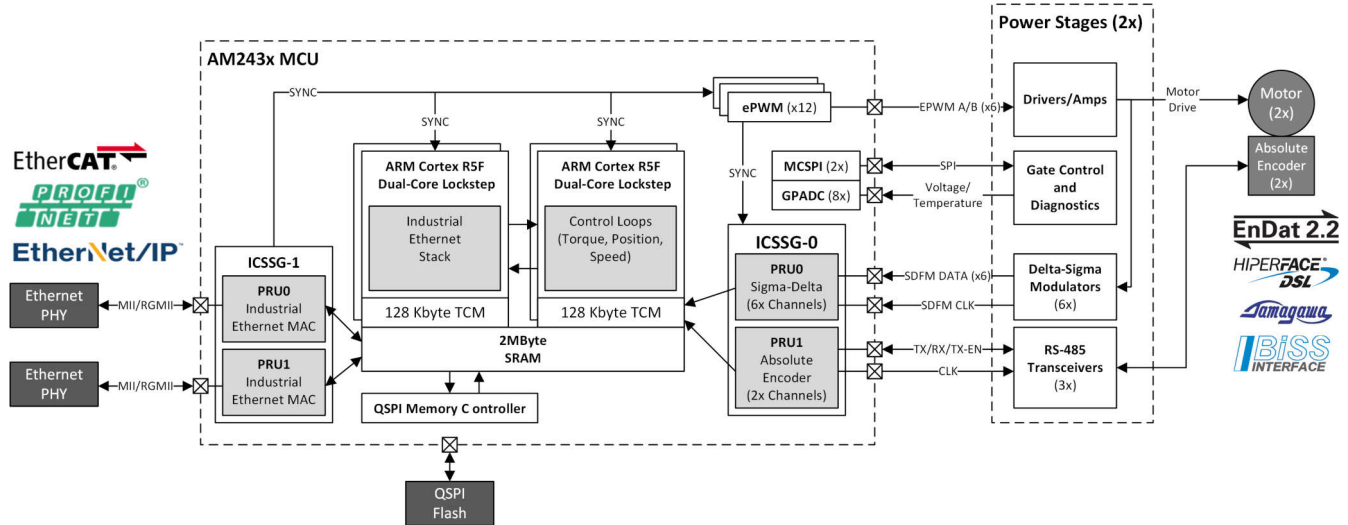 Power Stages (2x)
AM243x MCU
SYNC
ePWM (x12)
EPWM A/B (x6)
Drivers/Amps
Motor
Drive
Motor
(2x)
SYNC
SYNC
EtherCAT®
ARM Cortex R5F
Dual-Core Lockstep
ARM Cortex R5F
Dual-Core Lockstep
SYNC
MCSPI (2x)
SPI
Gate Control
and
Diagnostics
Absolute
Encoder
(2x)
GPADC (8x)
Voltage/
Temperature
PROFI®
NET
Industrial
Ethernet
Stack
Control Loops
(Torque, Position,
Speed)
EtherNet/IP™
EnDat 2.2
ICSSG-1
ICSSG-0
PRU0
Industrial
Ethernet MAC
PRU0
Sigma-Delta
(6x Channels)
SDFM DATA (x6)
SDFM CLK
Delta-Sigma
Modulators
(6x)
HIPERFACE®
DSL
Ethernet
PHY
MII/RGMII
128 Kbyte TCM
128 Kbyte TCM
Tamagawa
2MByte
SRAM
PRU1
Industrial
Ethernet MAC
PRU1
Absolute
Encoder
(2x Channels)
TX/RX/TX-EN
CLK
RS-485
Transceivers
(3x)
BiSS
INTERFACE
Ethernet
PHY
MII/RGMII
QSPI Memory C ontroller
QSPI
Flash